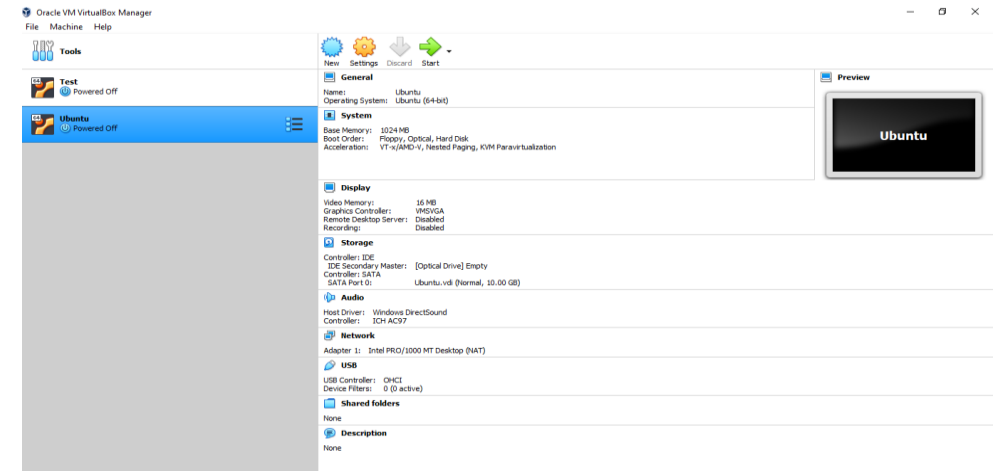 Oracle VM VirtualBox Manager
File Machine Help
Tools
New Settings Discard Start
64
Test
Powered Off
64
Ubuntu
Powered Off
General
Name: Ubuntu
Operating System: Ubuntu (64-bit)
System
Base Memory: 1024 MB
Boot Order: Floppy, Optical, Hard Disk
Acceleration: VT-x/AMD-V, Nested Paging, KVM Paravirtualization
Preview
Ubuntu
Display
Video Memory: 16 MB
Graphics Controller: VMSVGA
Remote Desktop Server: Disabled
Recording: Disabled
Storage
Controller: IDE
IDE Secondary Master: [Optical Drive] Empty
Controller: SATA
SATA Port 0: Ubuntu.vdi (Normal, 10.00 GB)
Audio
Host Driver: Windows DirectSound
Controller: ICH AC97
Network
Adapter 1: Intel PRO/1000 MT Desktop (NAT)
USB
USB Controller: OHCI
Device Filters: 0 (0 active)
Shared folders
None
Description
None